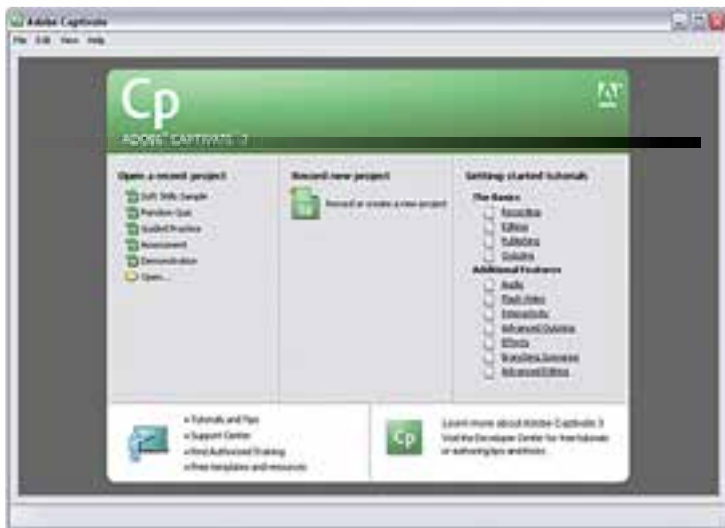 Adobe Captivate
File Edit View Help
Cp
ADOBE CAPTIVATE 3
Open a recent project
Soft Skills Sample
Preview Quiz
Guided Practice
Assessment
Demonstration
Open...
Record new project
Record or create a new project
Getting started tutorials
The Basics
Recording
Editing
Publishing
Quizzing
Additional Features
Audio
Flash Video
Interactivity
Advanced Quizzing
Effects
Advanced Editing
Tutorials and Tips
Support Center
Find Authorized Training
Free templates and resources
Cp
Learn more about Adobe Captivate 3
Visit the Developer Center for free tutorials
or authoring tips and tricks.